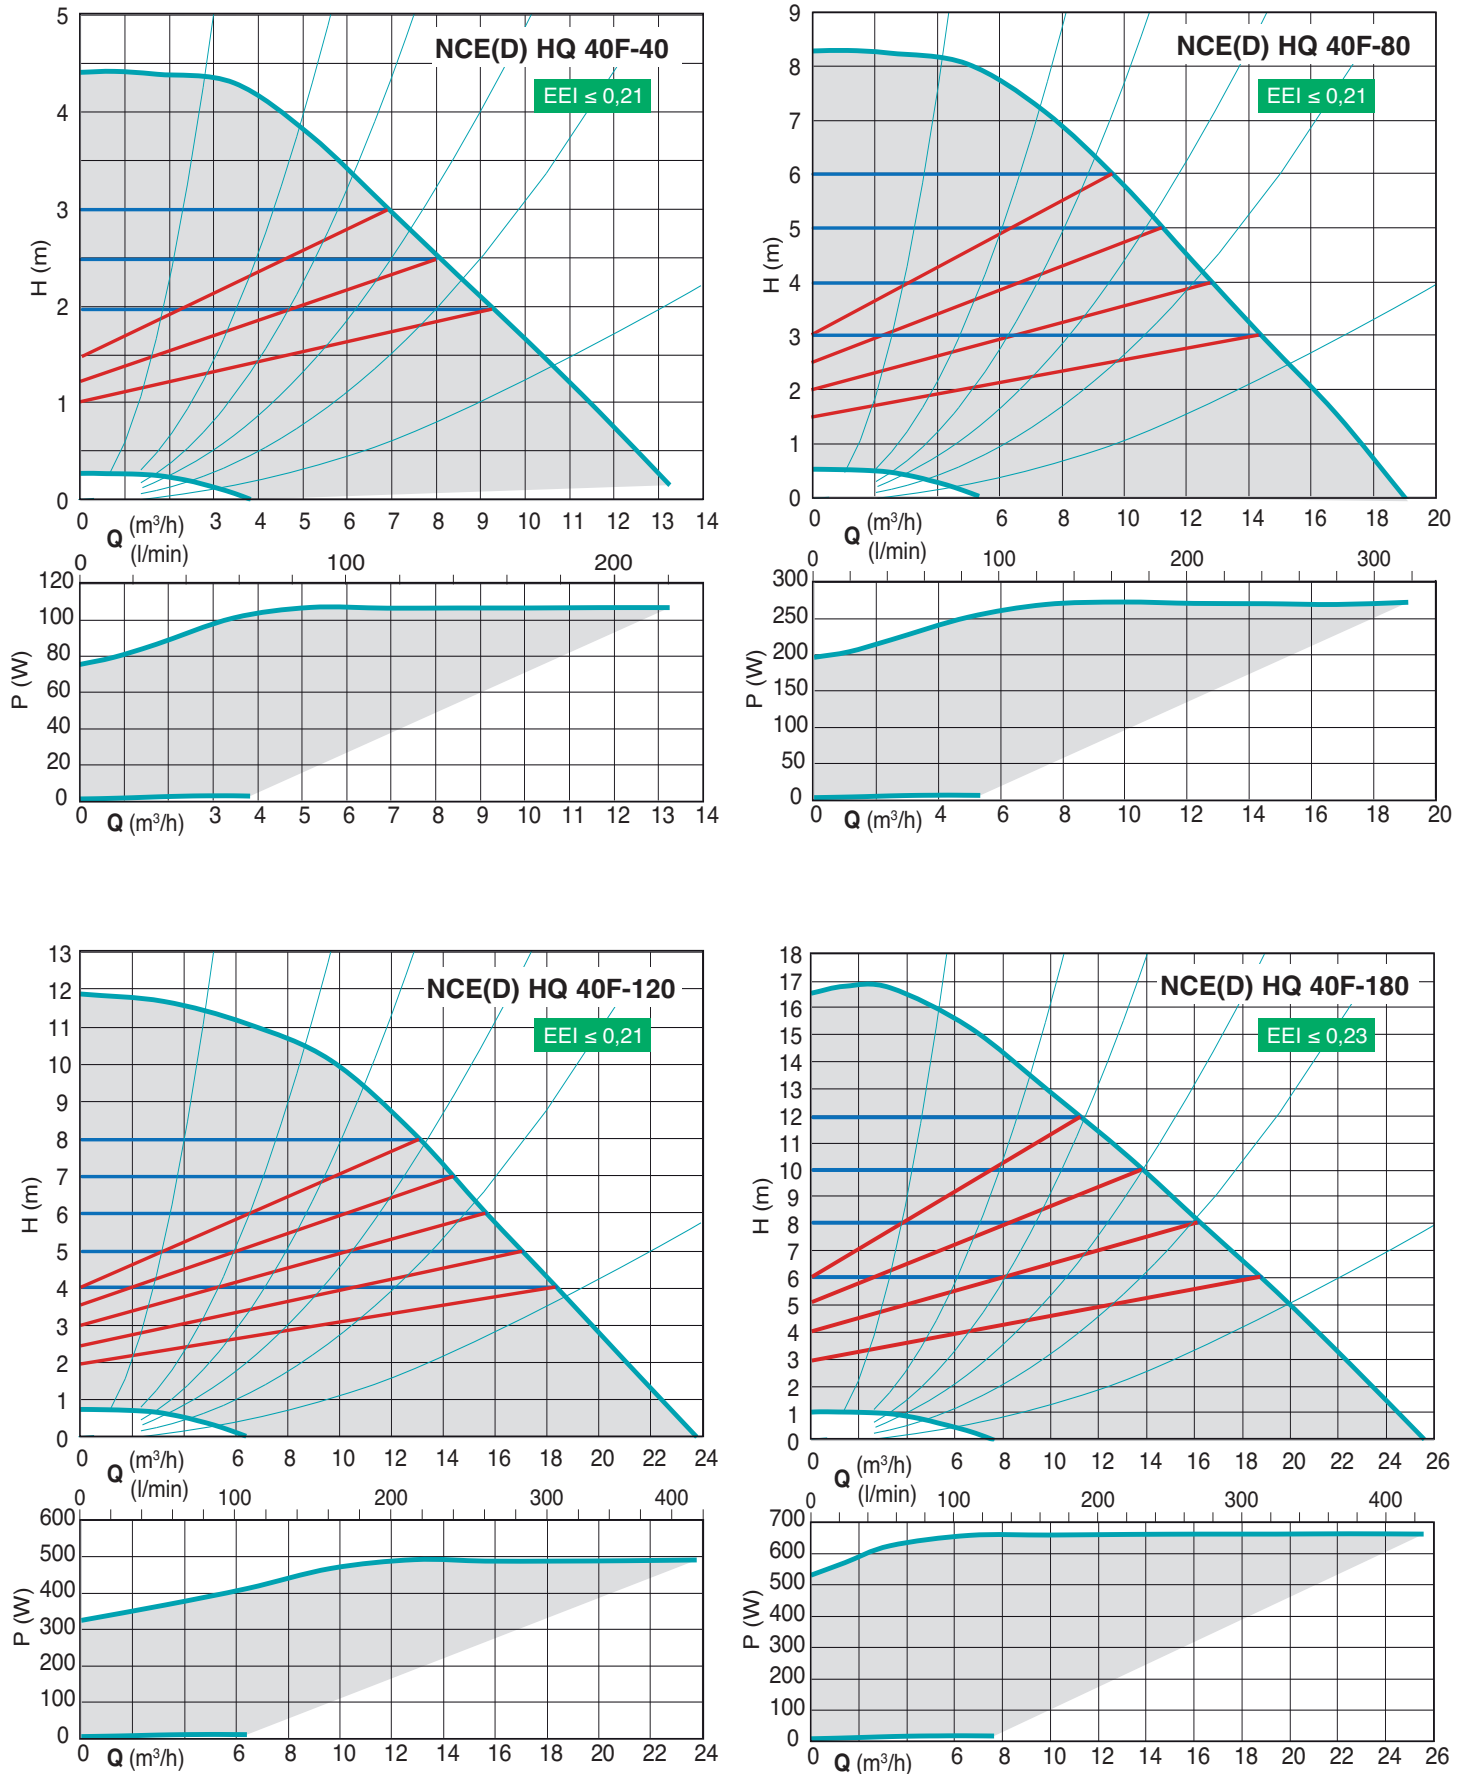 NCE(D) HQ 40F-40
EEI ≤ 0,21
H (m)
5
4
3
2
1
0
0 3 4 5 6 7 8 9 10 11 12 13 14
Q (m³/h)
(l/min)
0 100 200
P (W)
120
100
80
60
40
20
0
0 3 4 5 6 7 8 9 10 11 12 13 14
Q (m³/h)
NCE(D) HQ 40F-80
EEI ≤ 0,21
H (m)
9
8
7
6
5
4
3
2
1
0
0 6 8 10 12 14 16 18 20
Q (m³/h)
(l/min)
0 100 200 300
P (W)
300
250
200
150
100
50
0
0 4 6 8 10 12 14 16 18 20
Q (m³/h)
NCE(D) HQ 40F-120
EEI ≤ 0,21
H (m)
13
12
11
10
9
8
7
6
5
4
3
2
1
0
0 6 8 10 12 14 16 18 20 22 24
Q (m³/h)
(l/min)
0 100 200 300 400
P (W)
600
500
400
300
200
100
0
0 6 8 10 12 14 16 18 20 22 24
Q (m³/h)
NCE(D) HQ 40F-180
EEI ≤ 0,23
H (m)
18
17
16
15
14
13
12
11
10
9
8
7
6
5
4
3
2
1
0
0 6 8 10 12 14 16 18 20 22 24 26
Q (m³/h)
(l/min)
0 100 200 300 400
P (W)
700
600
500
400
300
200
100
0
0 6 8 10 12 14 16 18 20 22 24 26
Q (m³/h)